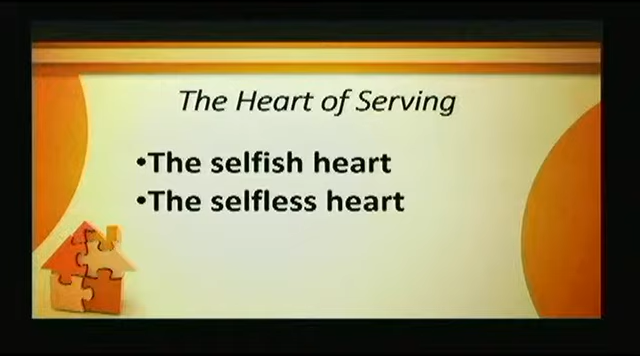 The Heart of Serving
•The selfish heart
•The selfless heart